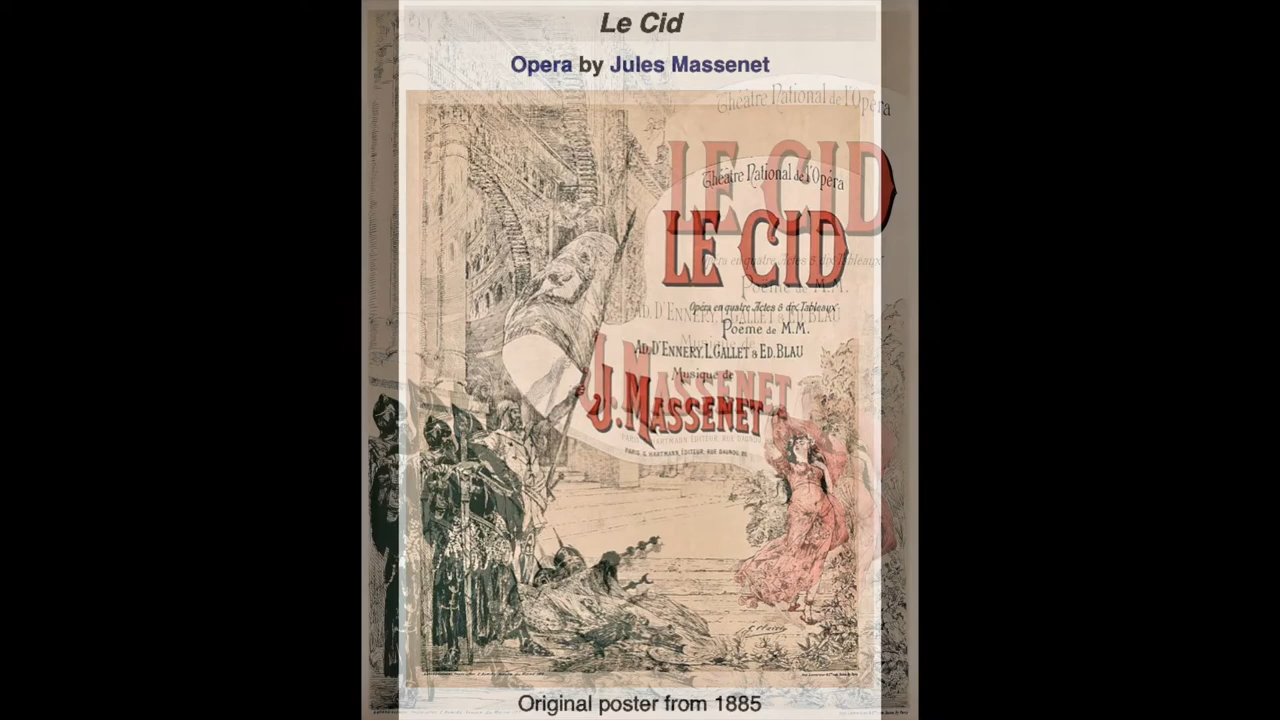 Le Cid
Opera by Jules Massenet
Théâtre National de l'Opéra
LE CID
Opéra en quatre Actes & dix Tableaux
Poème de M.M.
AD. D'ENNERY, L. GALLET & ED. BLAU
Musique de
J. MASSENET
PARIS, G. HARTMANN, ÉDITEUR, RUE DAUNOU 20.
Original poster from 1885